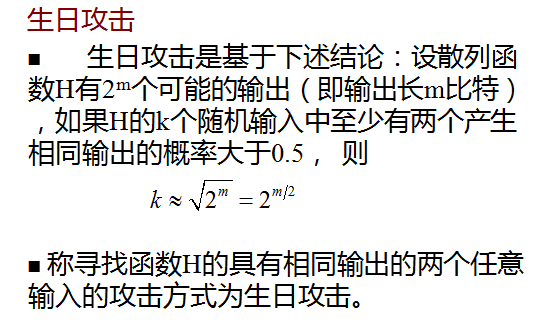 生日攻击
■ 生日攻击是基于下述结论：设散列函
数H有2ᵐ个可能的输出（即输出长m比特）
，如果H的k个随机输入中至少有两个产生
相同输出的概率大于0.5， 则
k ≈ √2ᵐ = 2ᵐ/²
■ 称寻找函数H的具有相同输出的两个任意
输入的攻击方式为生日攻击。